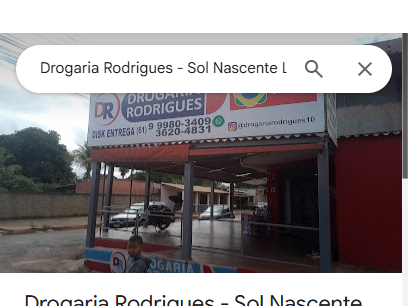 Drogaria Rodrigues - Sol Nascente L
DROGARIA
DR RODRIGUES
DISK ENTREGA (61) 9 9980-3409 @drogariarodrigues10
3620-4831
DROGARIA
Drogaria Rodrigues - Sol Nascente